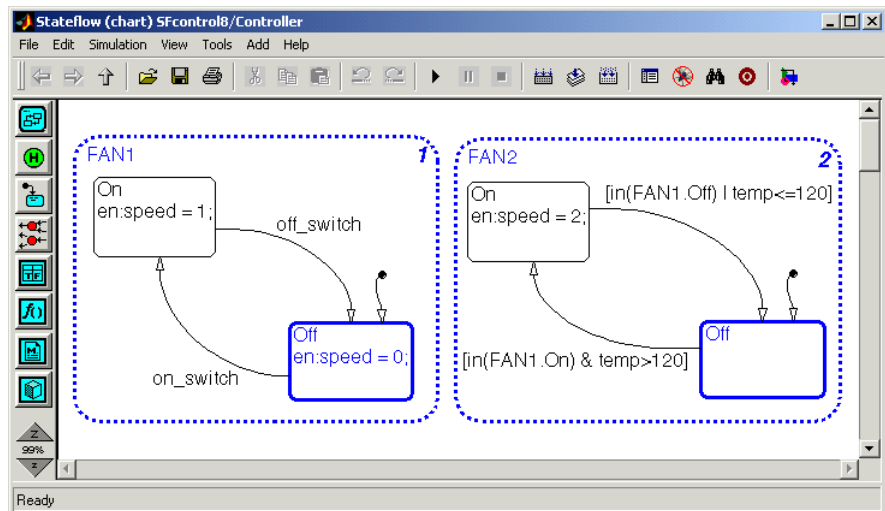 Stateflow (chart) SFcontrol8/Controller
File Edit Simulation View Tools Add Help
FAN1
1
On
en:speed = 1;
off_switch
Off
en:speed = 0;
on_switch
FAN2
2
On
en:speed = 2;
[in(FAN1.Off) | temp<=120]
Off
[in(FAN1.On) & temp>120]
H
TF
f()
M
Z
99%
z
Ready